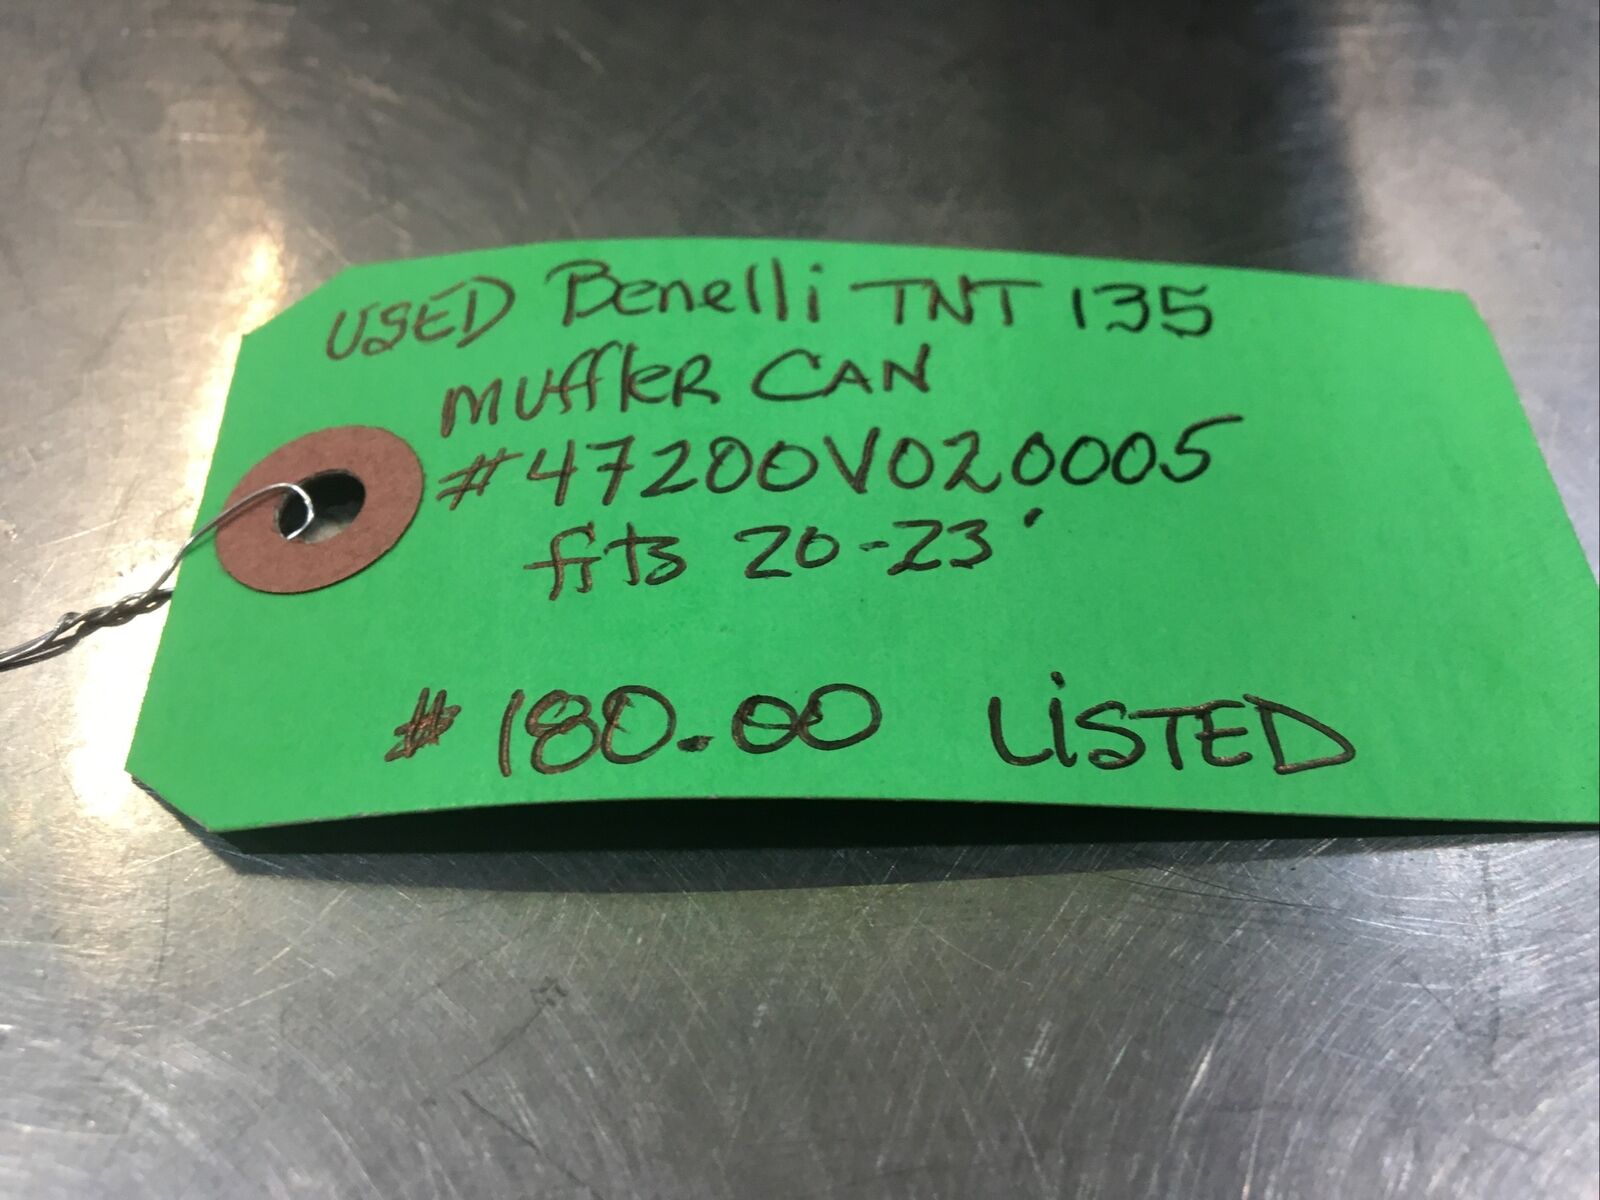 USED Benelli TNT 135
MufflER CAN
#47200V020005
fits 20-23'
#180.00 LiSTED